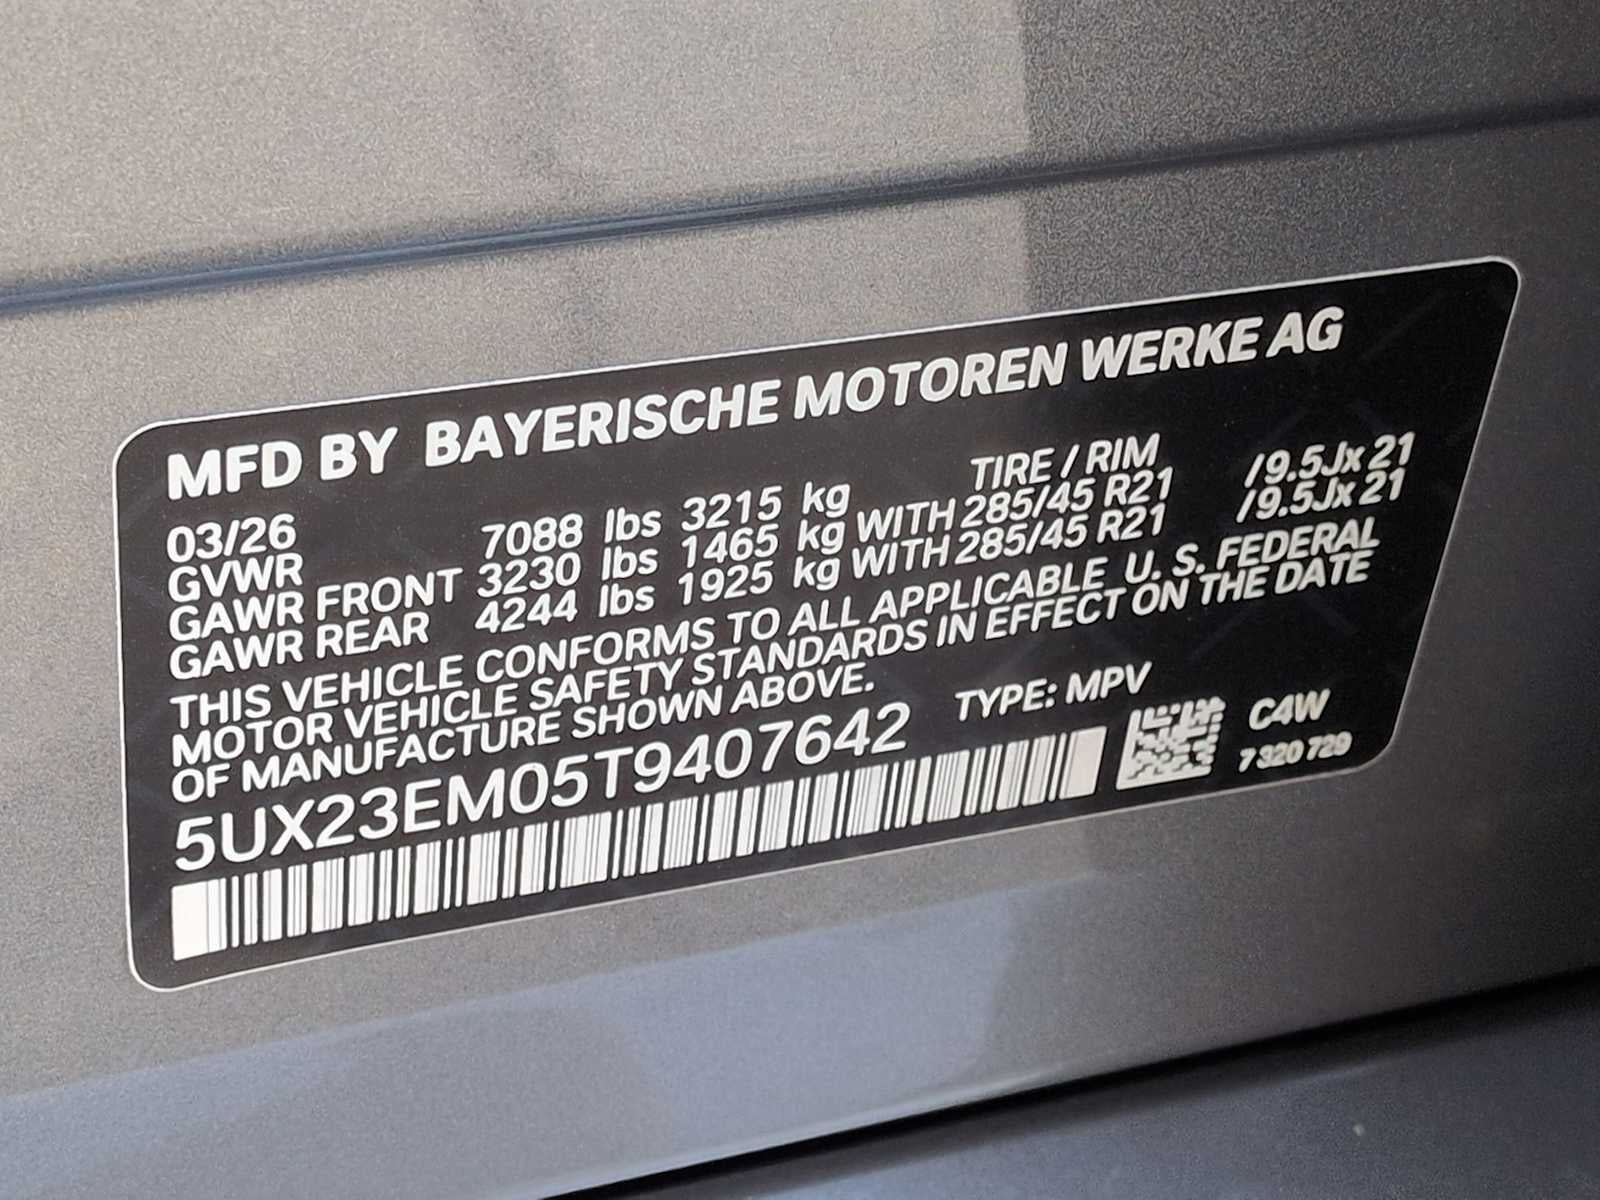 MFD BY BAYERISCHE MOTOREN WERKE AG
03/26 TIRE / RIM
GVWR 7088 lbs 3215 kg
GAWR FRONT 3230 lbs 1465 kg WITH 285/45 R21 /9.5Jx 21
GAWR REAR 4244 lbs 1925 kg WITH 285/45 R21 /9.5Jx 21
THIS VEHICLE CONFORMS TO ALL APPLICABLE U. S. FEDERAL
MOTOR VEHICLE SAFETY STANDARDS IN EFFECT ON THE DATE
OF MANUFACTURE SHOWN ABOVE.
5UX23EM05T9407642 TYPE: MPV
C4W
7 320 729